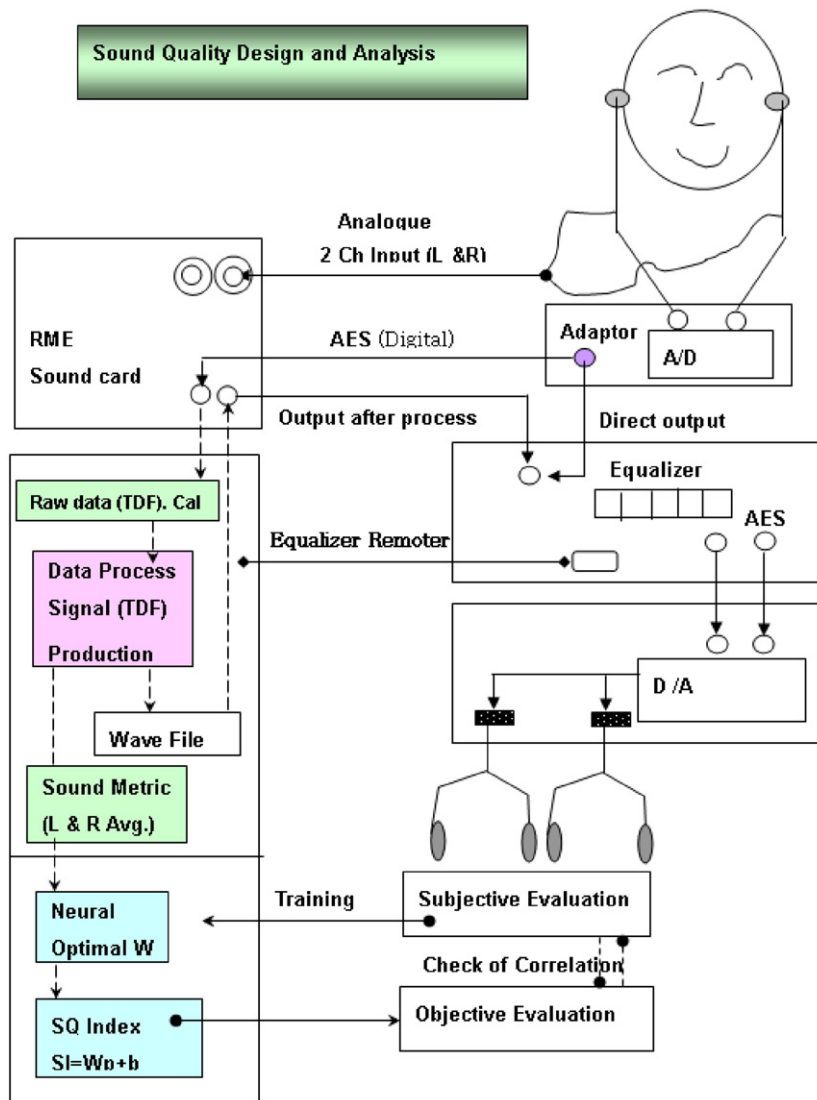 Sound Quality Design and Analysis
Analogue
2 Ch Input (L &R)
RME
Sound card
AES (Digital)
Adaptor
A/D
Output after process
Direct output
Equalizer
AES
Raw data (TDF). Cal
Equalizer Remoter
Data Process
Signal (TDF)
Production
D /A
Wave File
Sound Metric
(L & R Avg.)
Training
Subjective Evaluation
Neural
Optimal W
Check of Correlation
SQ Index
SI=Wp+b
Objective Evaluation